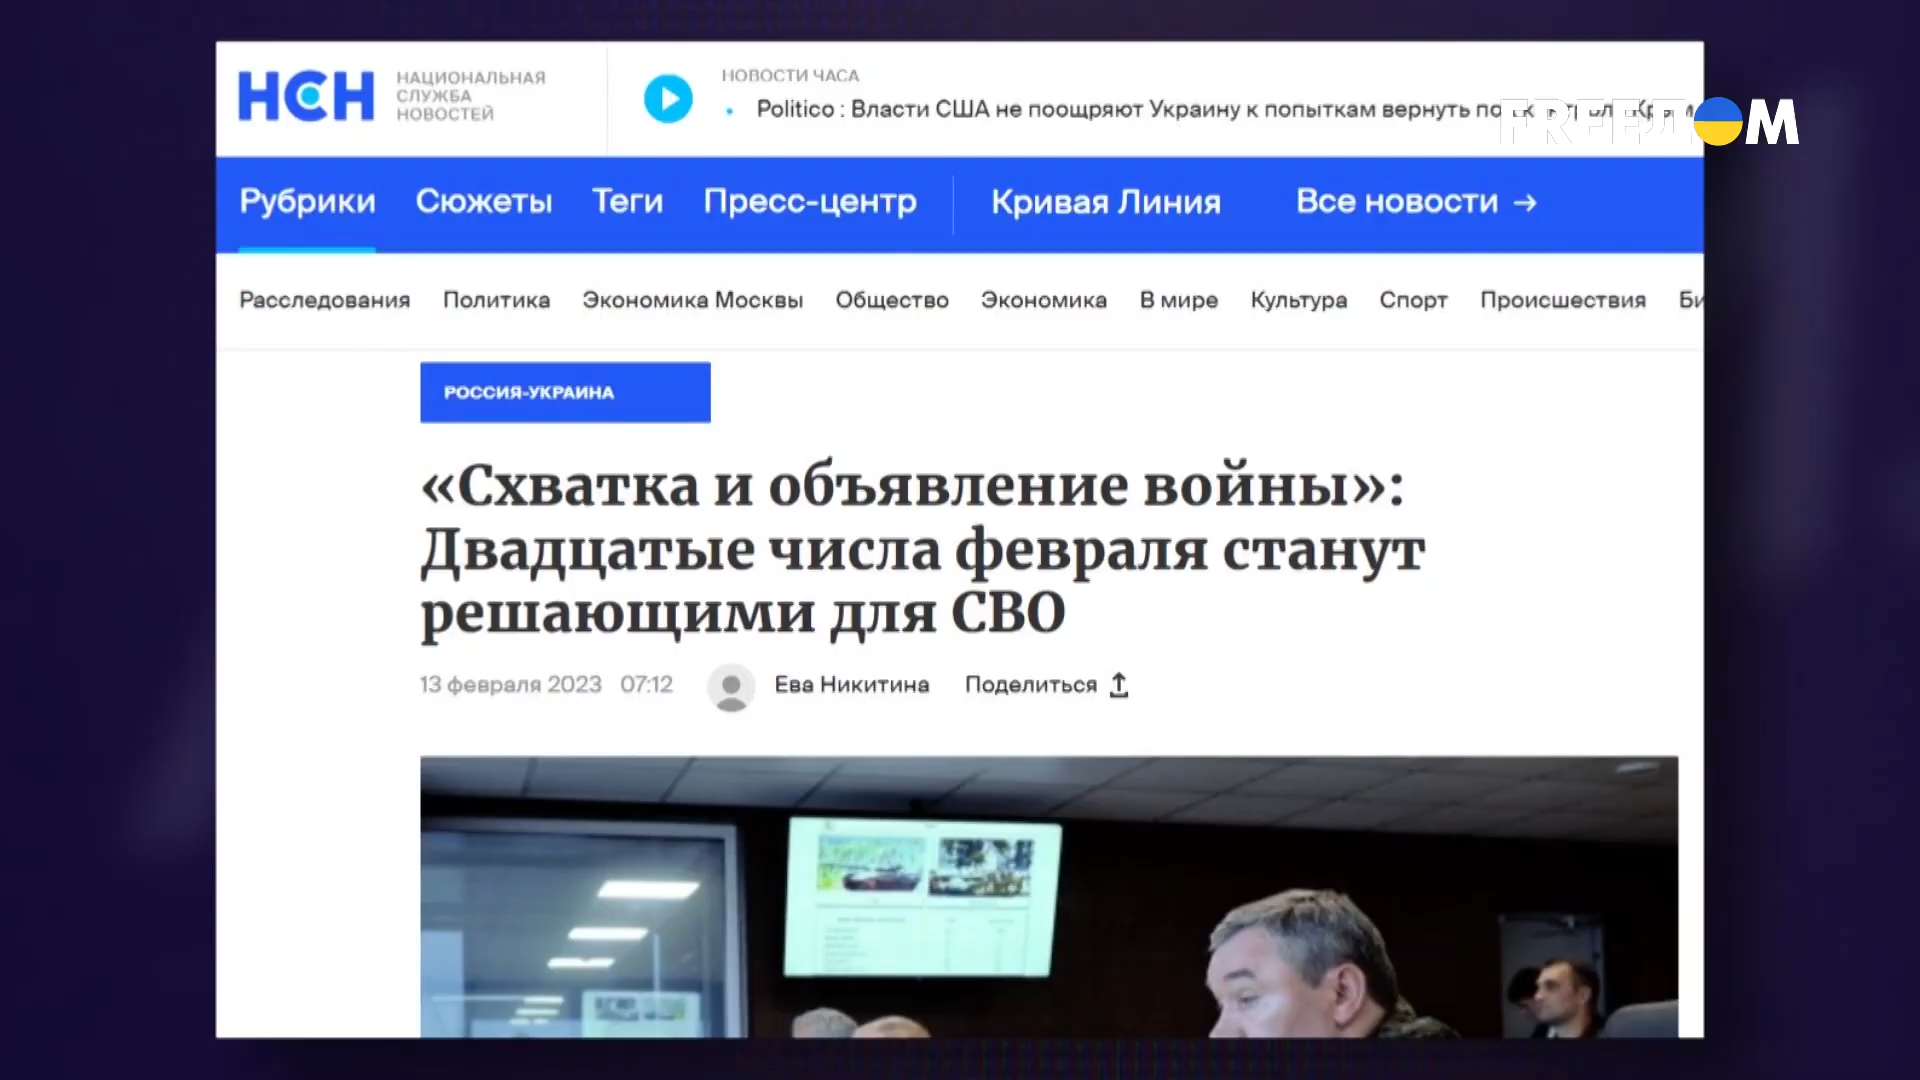 НСН
НАЦИОНАЛЬНАЯ
СЛУЖБА
НОВОСТЕЙ
НОВОСТИ ЧАСА
• Politico : Власти США не поощряют Украину к попыткам вернуть
FREEДOM
Рубрики Сюжеты Теги Пресс-центр Кривая Линия Все новости →
Расследования Политика Экономика Москвы Общество Экономика В мире Культура Спорт Происшествия Би
РОССИЯ-УКРАИНА
«Схватка и объявление войны»:
Двадцатые числа февраля станут
решающими для СВО
13 февраля 2023 07:12 Ева Никитина Поделиться